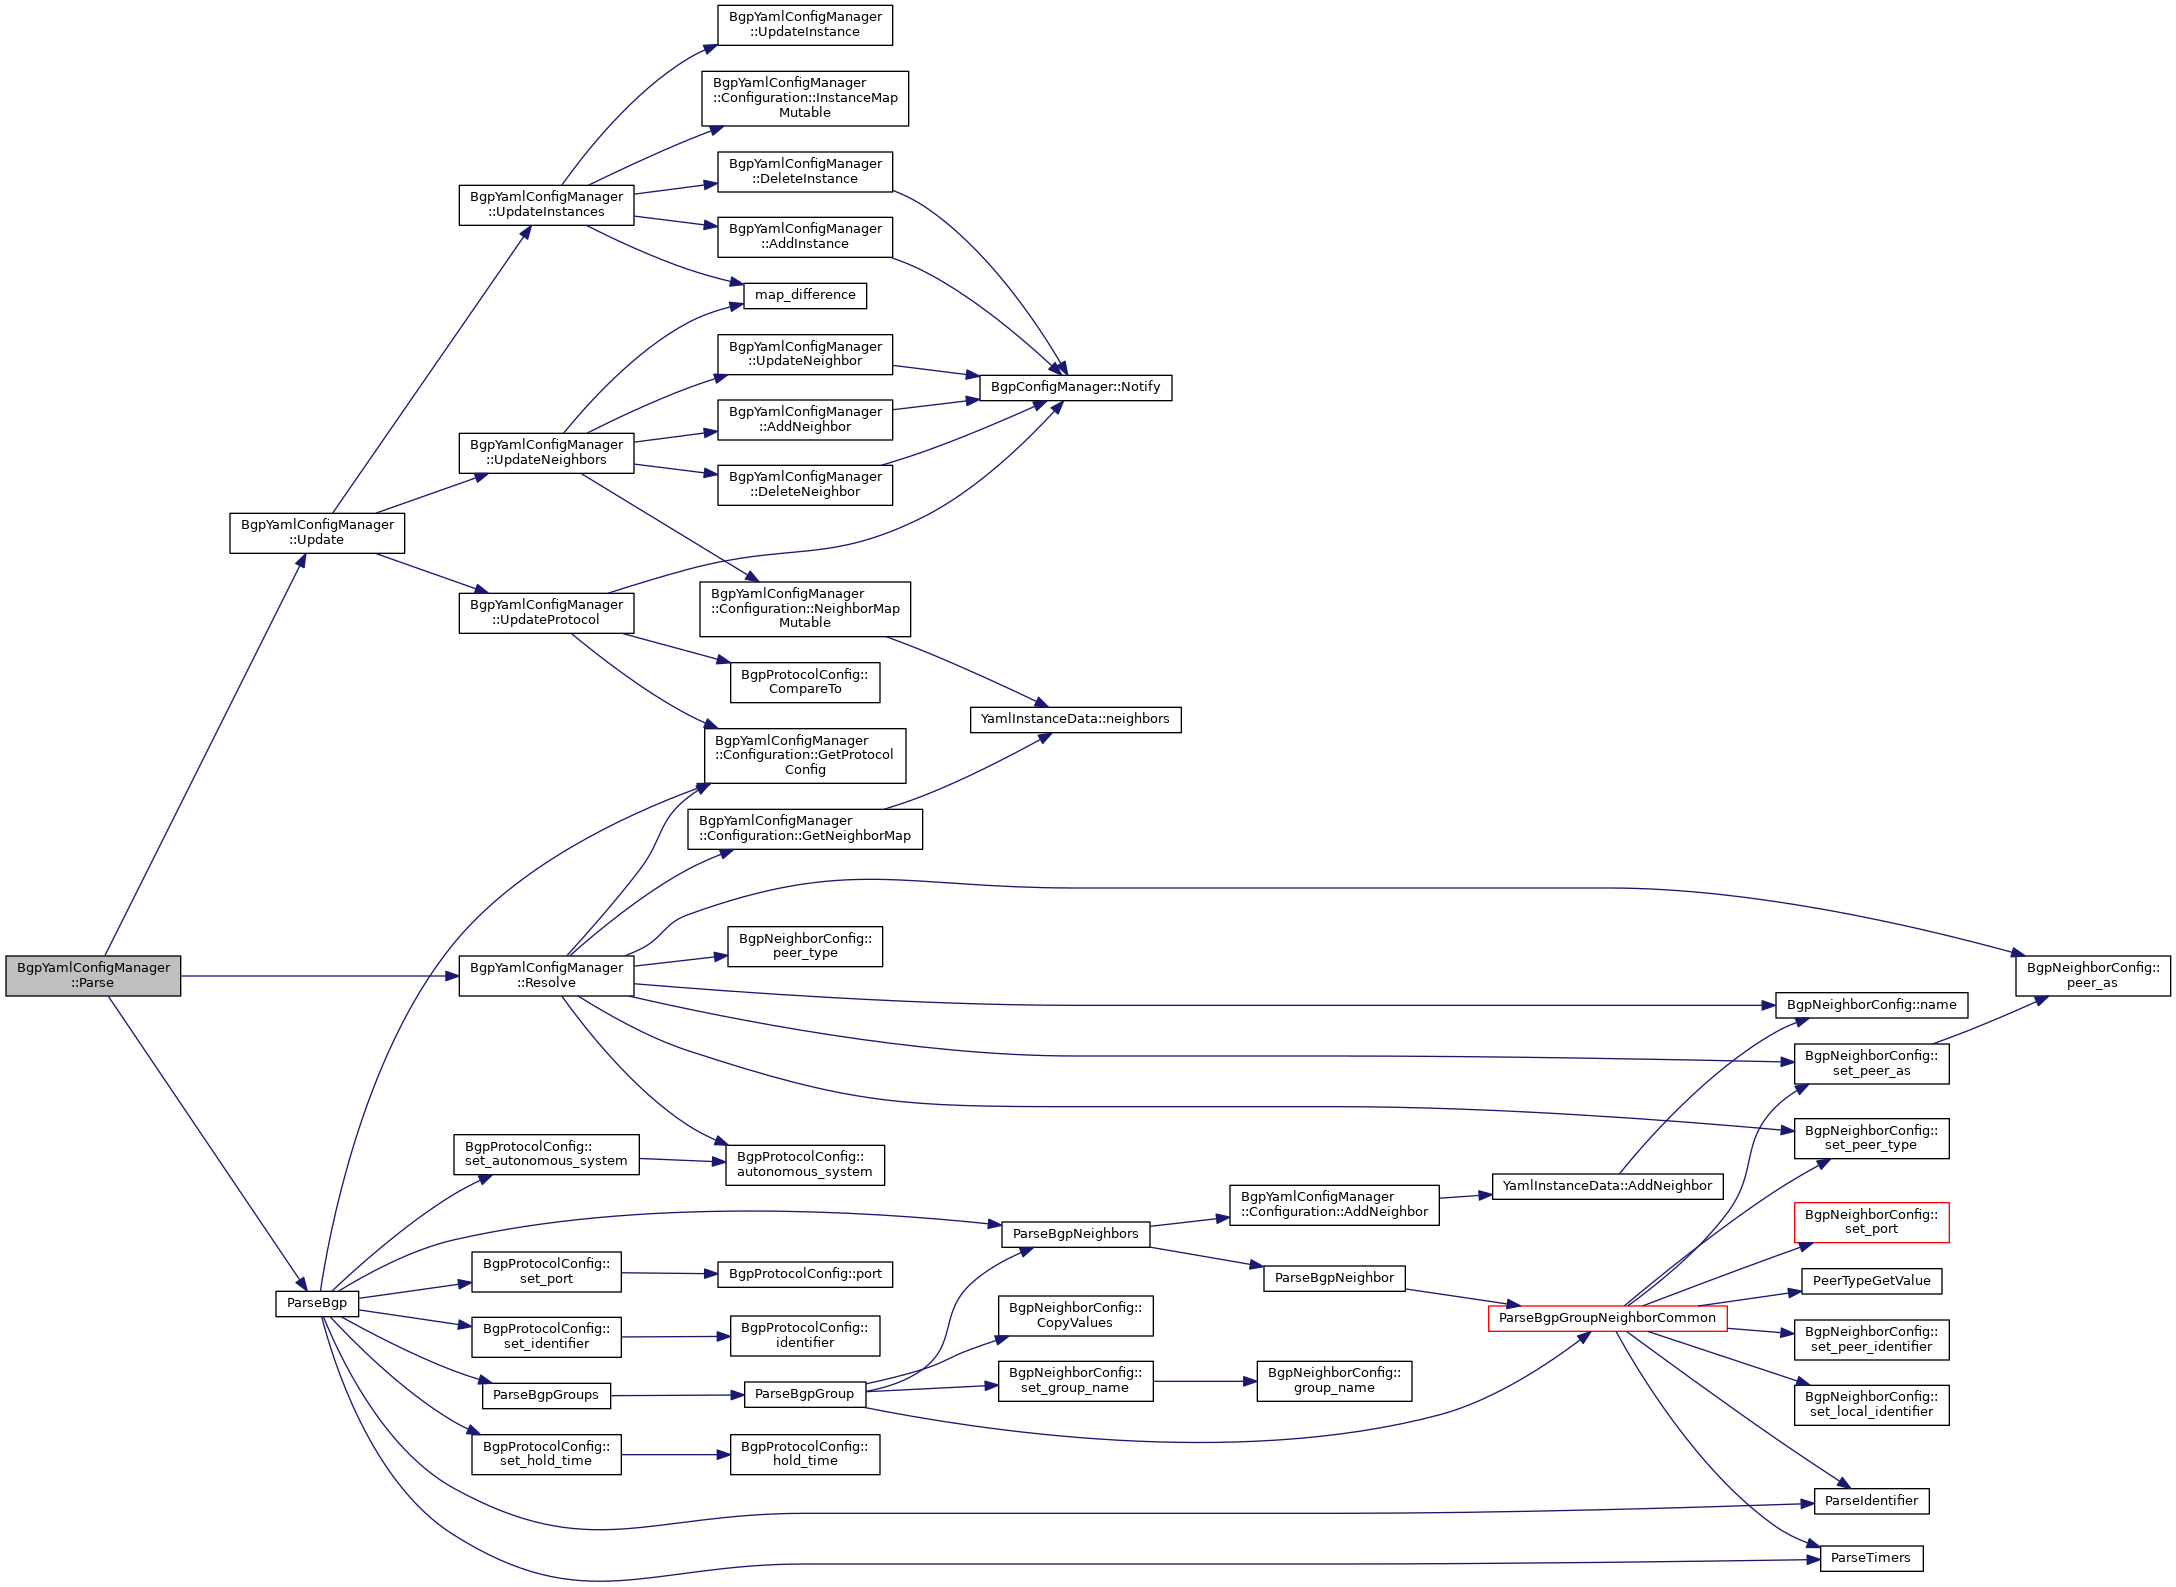 BgpYamlConfigManager
::Parse
BgpYamlConfigManager
::Update
BgpYamlConfigManager
::UpdateInstances
BgpYamlConfigManager
::UpdateNeighbors
BgpYamlConfigManager
::UpdateProtocol
BgpYamlConfigManager
::Resolve
BgpProtocolConfig::
set_autonomous_system
BgpProtocolConfig::
set_port
BgpProtocolConfig::
set_identifier
ParseBgp
ParseBgpGroups
BgpProtocolConfig::
set_hold_time
BgpYamlConfigManager
::UpdateInstance
BgpYamlConfigManager
::Configuration::InstanceMap
Mutable
BgpYamlConfigManager
::DeleteInstance
BgpYamlConfigManager
::AddInstance
map_difference
BgpYamlConfigManager
::UpdateNeighbor
BgpYamlConfigManager
::AddNeighbor
BgpYamlConfigManager
::DeleteNeighbor
BgpYamlConfigManager
::Configuration::NeighborMap
Mutable
BgpProtocolConfig::
CompareTo
BgpYamlConfigManager
::Configuration::GetProtocol
Config
BgpYamlConfigManager
::Configuration::GetNeighborMap
BgpNeighborConfig::
peer_type
BgpProtocolConfig::
autonomous_system
BgpProtocolConfig::port
BgpProtocolConfig::
identifier
ParseBgpGroup
BgpProtocolConfig::
hold_time
BgpConfigManager::Notify
YamlInstanceData::neighbors
ParseBgpNeighbors
BgpNeighborConfig::
CopyValues
BgpNeighborConfig::
set_group_name
BgpYamlConfigManager
::Configuration::AddNeighbor
ParseBgpNeighbor
BgpNeighborConfig::
group_name
YamlInstanceData::AddNeighbor
ParseBgpGroupNeighborCommon
BgpNeighborConfig::name
BgpNeighborConfig::
set_peer_as
BgpNeighborConfig::
set_peer_type
BgpNeighborConfig::
set_port
PeerTypeGetValue
BgpNeighborConfig::
set_peer_identifier
BgpNeighborConfig::
set_local_identifier
ParseIdentifier
ParseTimers
BgpNeighborConfig::
peer_as